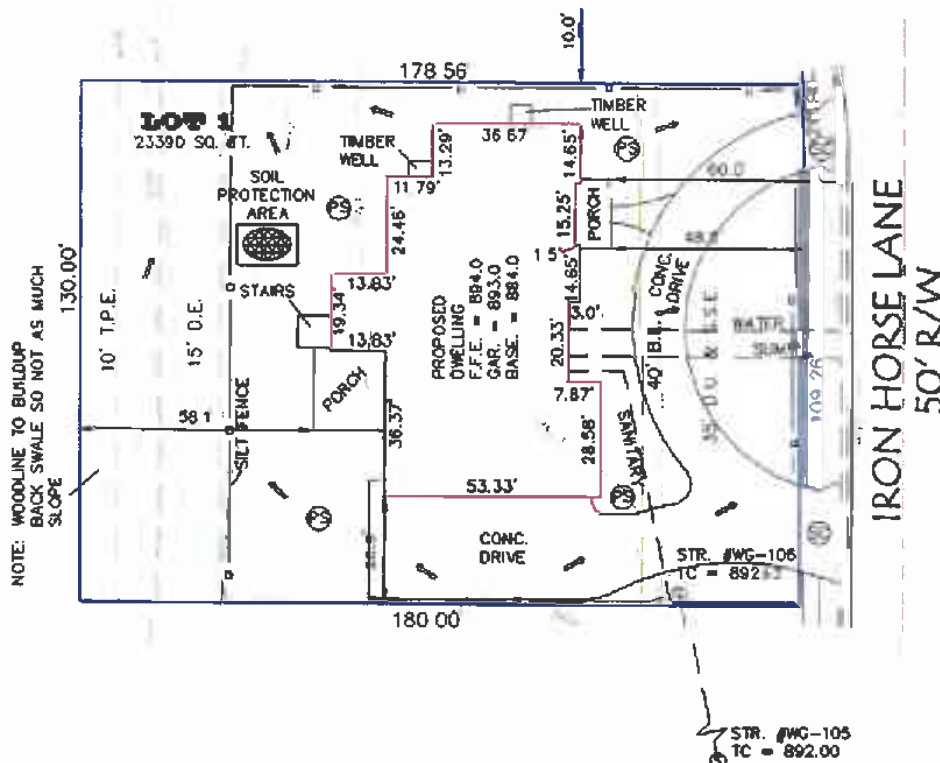 178 56
10.0'
LOT 1
23390 SQ. FT.
TIMBER
WELL
TIMBER
WELL
36 67
13.29'
14.65'
11.79'
SOIL
PROTECTION
AREA
24.46'
15.25'
PORCH
60.0
48.0
1 5'
130.00'
NOTE: WOODLINE TO BUILDUP
BACK SWALE SO NOT AS MUCH
SLOPE
10' T.P.E.
15' D.E.
STAIRS
13.83'
19.34'
13.83'
PORCH
PROPOSED
DWELLING
F.F.E. = 894.0
GAR. = 893.0
BASE. = 884.0
14.65'
3.0'
20.33'
7.87'
CONC.
DRIVE
40' B.L.
35' D.U & S.S.E.
WATER
SUMP
109.26'
58 1
SILT FENCE
36.37'
28.58'
SANITARY
53.33'
CONC.
DRIVE
STR. #WG-106
TC = 892
180 00
IRON HORSE LANE
50' R/W
STR. #WG-105
TC = 892.00